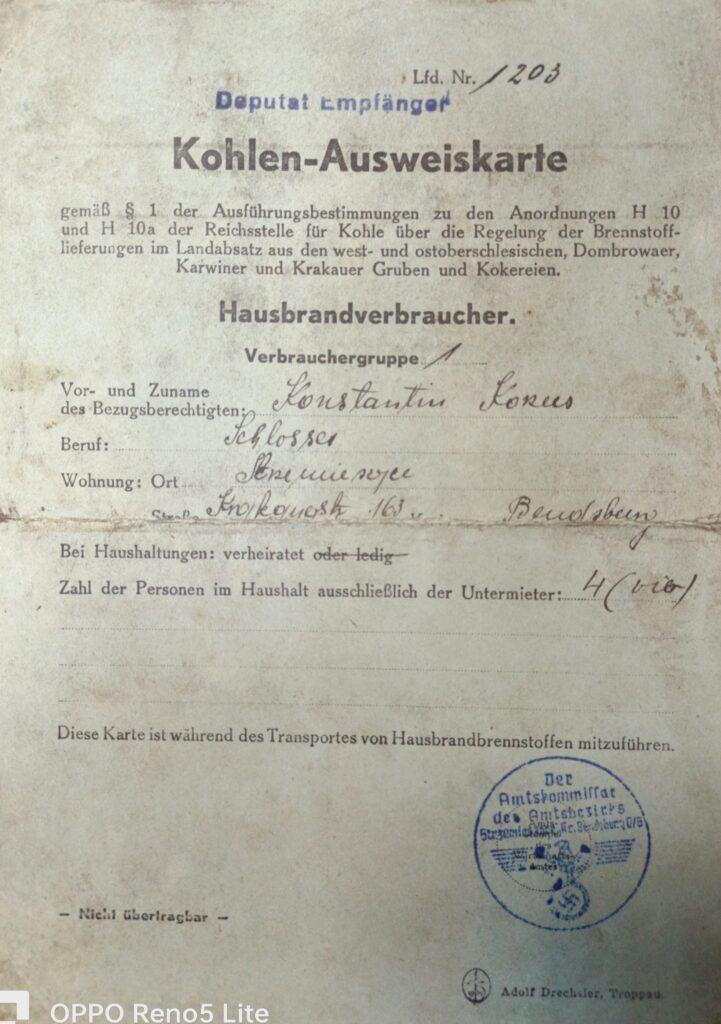 Lfd. Nr. 1203
Deputat Empfänger
Kohlen-Ausweiskarte
gemäß § 1 der Ausführungsbestimmungen zu den Anordnungen H 10
und H 10a der Reichsstelle für Kohle über die Regelung der Brennstoff-
lieferungen im Landabsatz aus den west- und ostoberschlesischen, Dombrowaer,
Karwiner und Krakauer Gruben und Kokereien.
Hausbrandverbraucher.
Verbrauchergruppe 1
Vor- und Zuname
des Bezugsberechtigten: Konstantin
Beruf: Schlosser
Wohnung: Ort
Straße 163 Bendsburg
Bei Haushaltungen: verheiratet oder ledig
Zahl der Personen im Haushalt ausschließlich der Untermieter: 4 (vier)
Diese Karte ist während des Transportes von Hausbrandbrennstoffen mitzuführen.
Der
Amtskommissar
des Amtsbezirks
Kr. Bendsburg O/S
— Nicht übertragbar —
Adolf Drechsler, Troppau.
OPPO Reno5 Lite